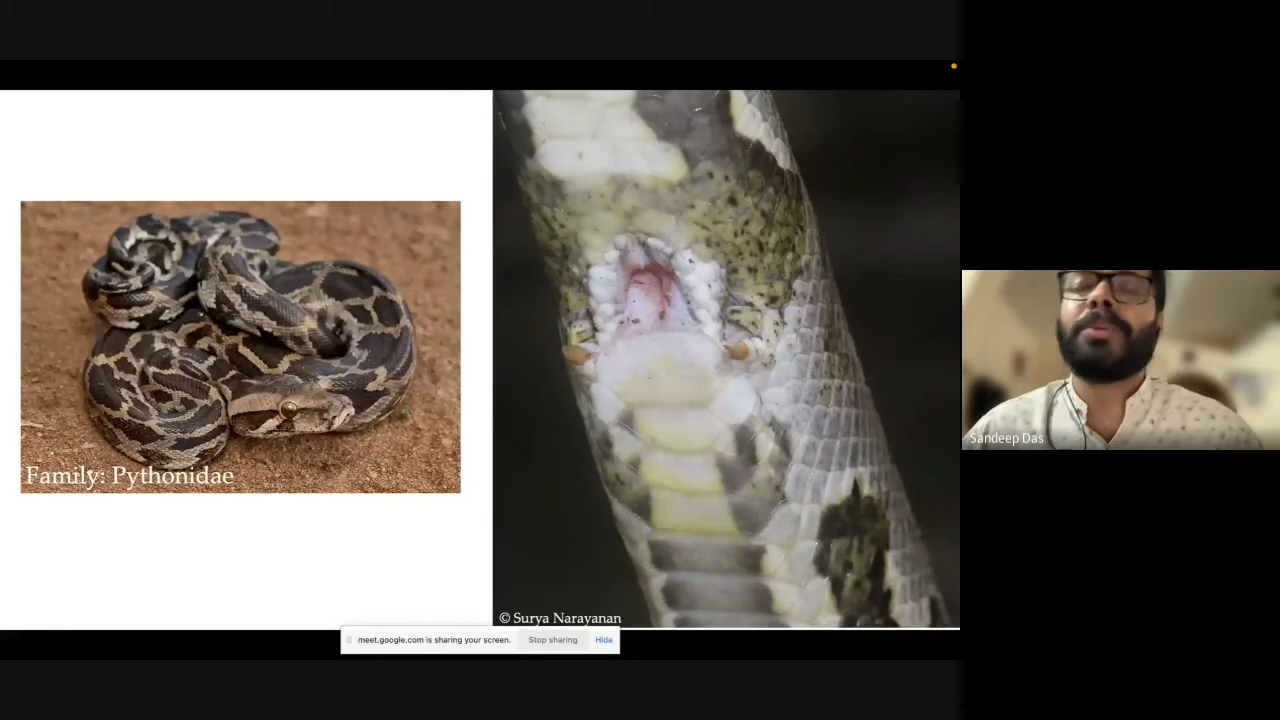 Family: Pythonidae
© Surya Narayanan
meet.google.com is sharing your screen.
Stop sharing
Hide
Sandeep Das